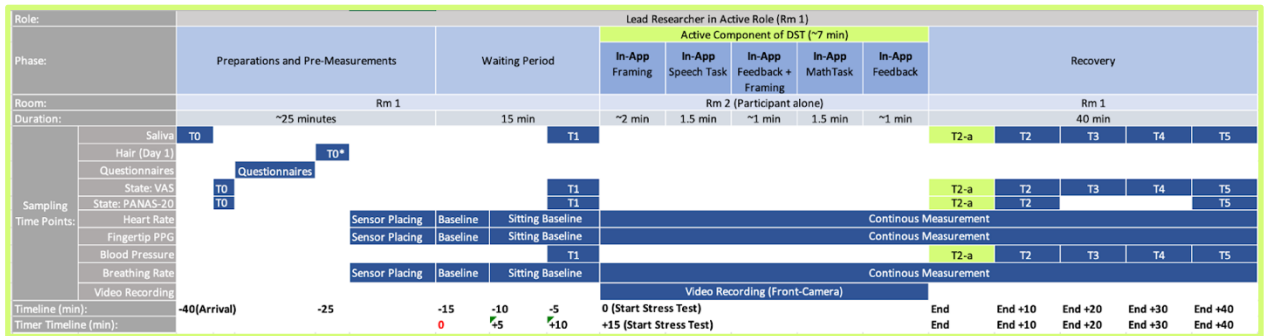 Role: Lead Researcher in Active Role (Rm 1)
Active Component of DST (~7 min)
Phase: Preparations and Pre-Measurements Waiting Period In-App Framing In-App Speech Task In-App Feedback + Framing In-App MathTask In-App Feedback Recovery
Room: Rm 1 Rm 2 (Participant alone) Rm 1
Duration: ~25 minutes 15 min ~2 min 1.5 min ~1 min 1.5 min ~1 min 40 min
Sampling Time Points:
Saliva T0 T1 T2-a T2 T3 T4 T5
Hair (Day 1) T0*
Questionnaires Questionnaires
State: VAS T0 T1 T2-a T2 T3 T4 T5
State: PANAS-20 T0 T1 T2-a T2 T5
Heart Rate Sensor Placing Baseline Sitting Baseline Continous Measurement
Fingertip PPG Sensor Placing Baseline Sitting Baseline Continous Measurement
Blood Pressure T1 T2-a T2 T3 T4 T5
Breathing Rate Sensor Placing Baseline Sitting Baseline Continous Measurement
Video Recording Video Recording (Front-Camera)
Timeline (min): -40(Arrival) -25 -15 -10 -5 0 (Start Stress Test) End End +10 End +20 End +30 End +40
Timer Timeline (min): 0 +5 +10 +15 (Start Stress Test) End End +10 End +20 End +30 End +40